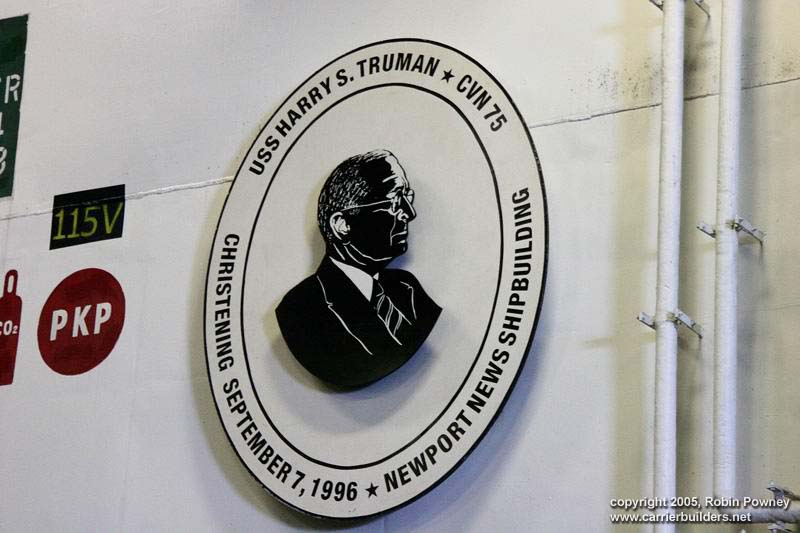 R
115V
CO₂
PKP
USS HARRY S. TRUMAN ★ CVN 75
NEWPORT NEWS SHIPBUILDING
CHRISTENING SEPTEMBER 7, 1996 ★
copyright 2005, Robin Powney
www.carrierbuilders.net